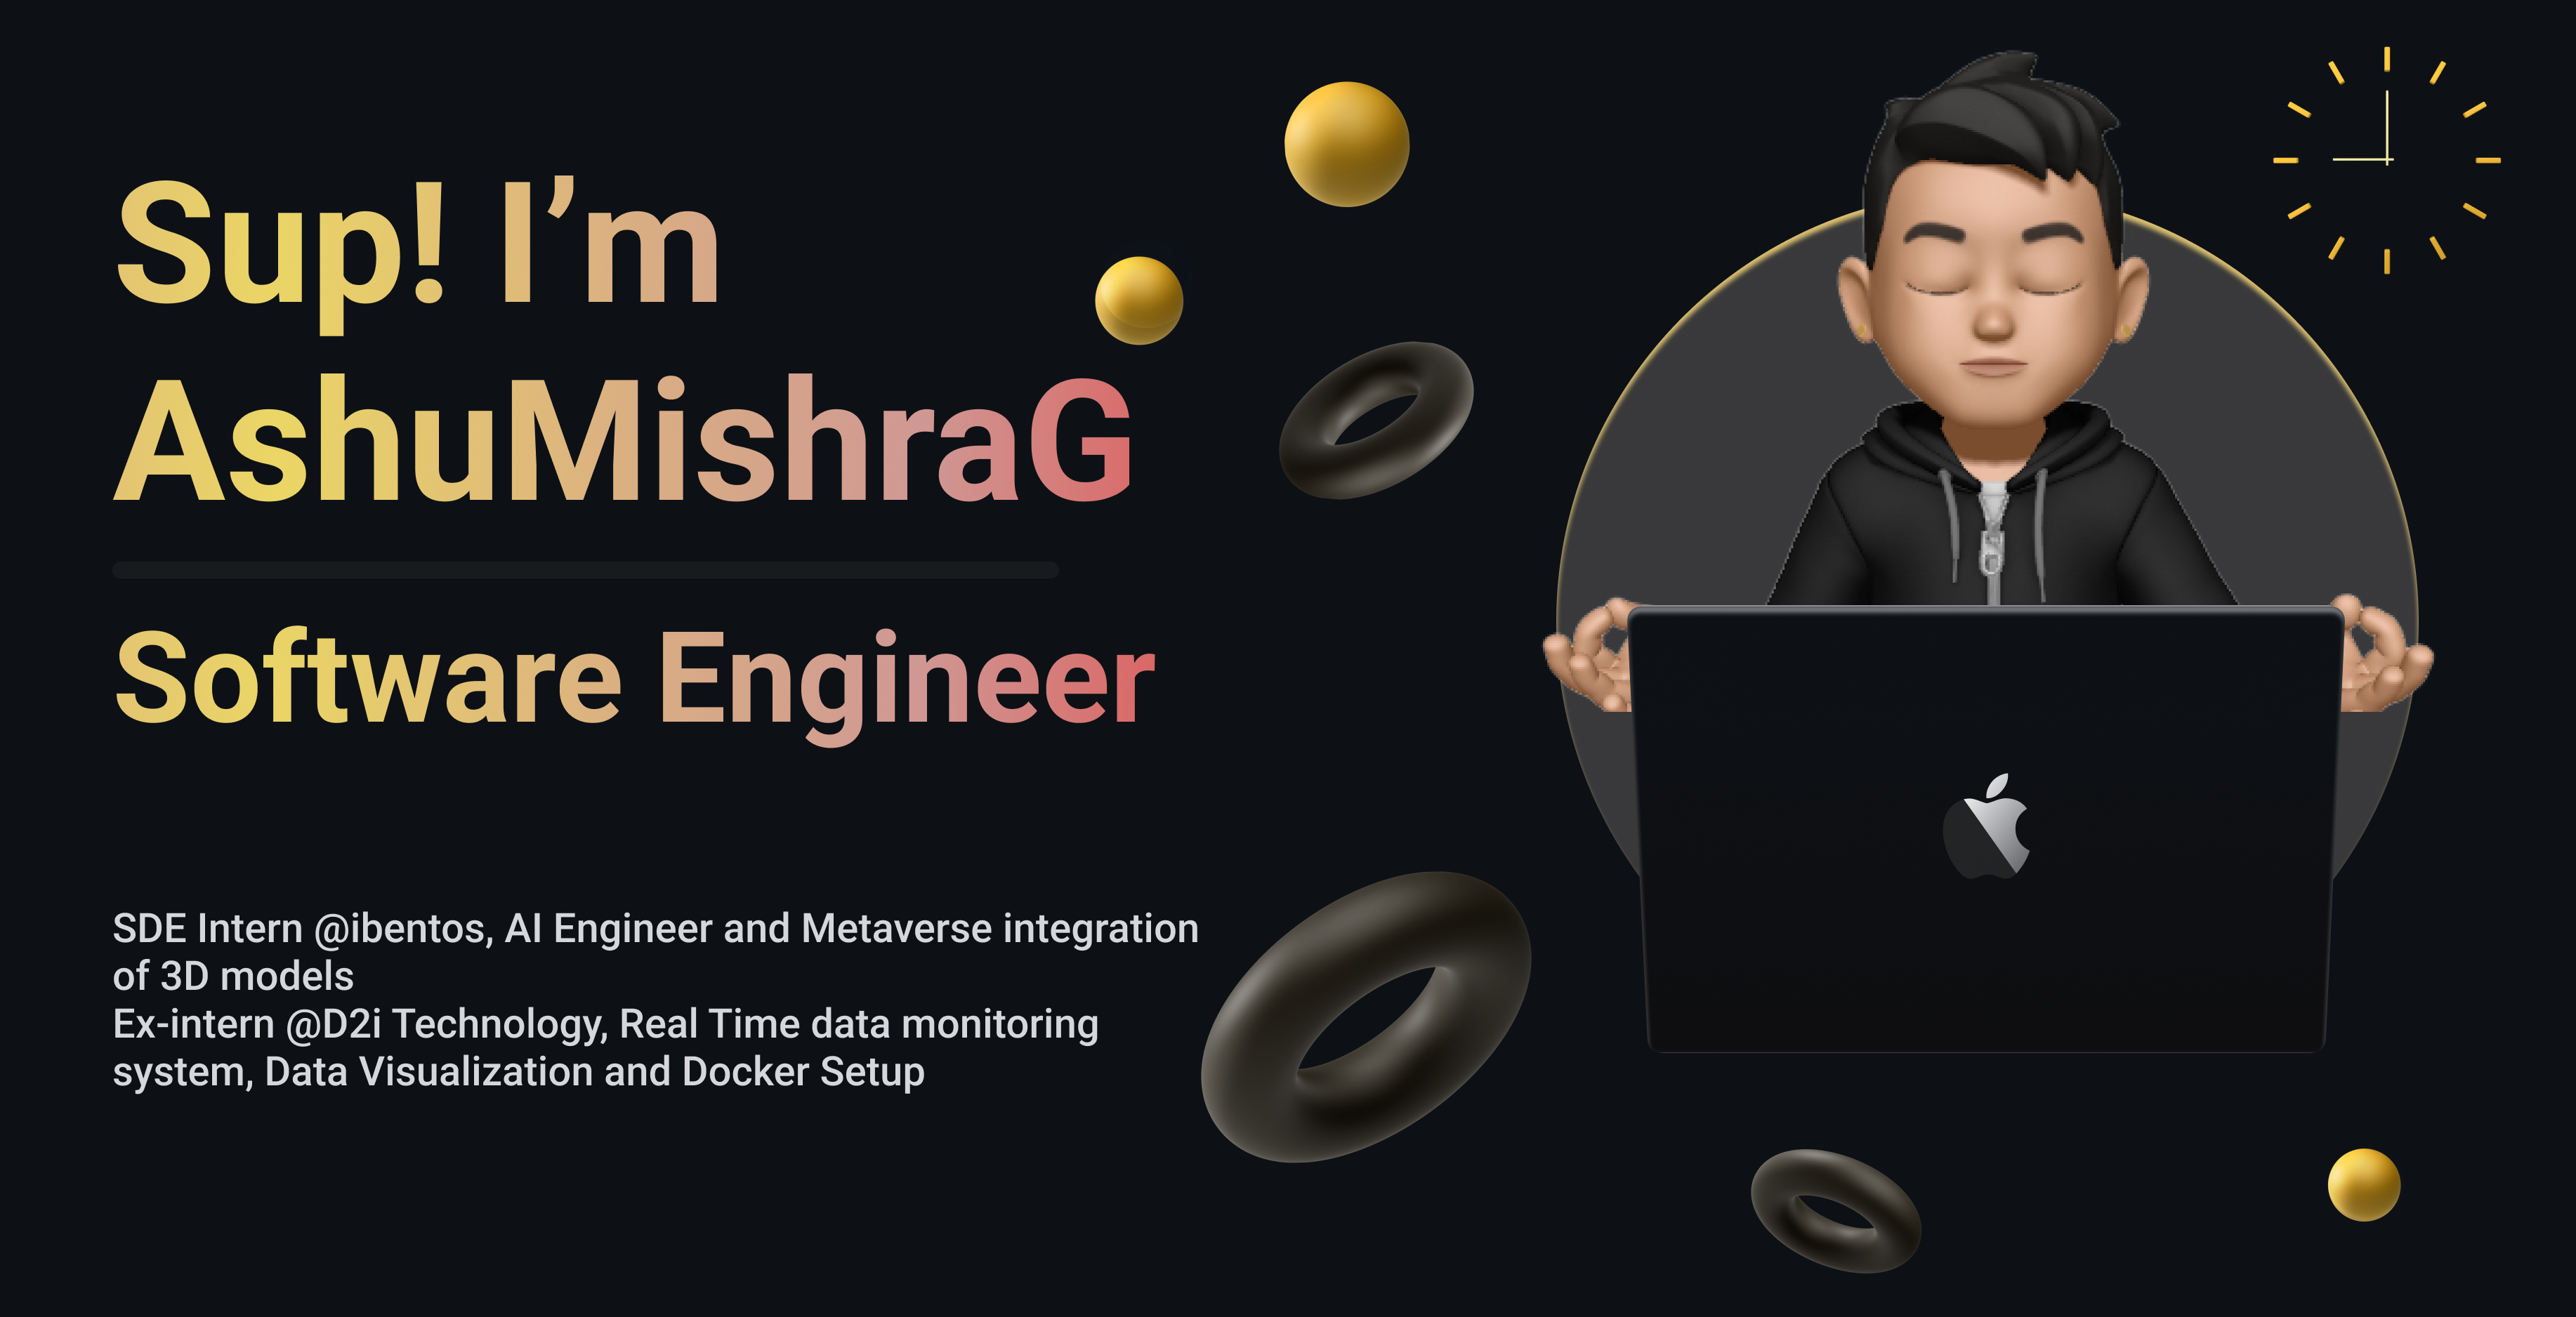 Sup! I’m
AshuMishraG
Software Engineer
SDE Intern @ibentos, AI Engineer and Metaverse integration
of 3D models
Ex-intern @D2i Technology, Real Time data monitoring
system, Data Visualization and Docker Setup